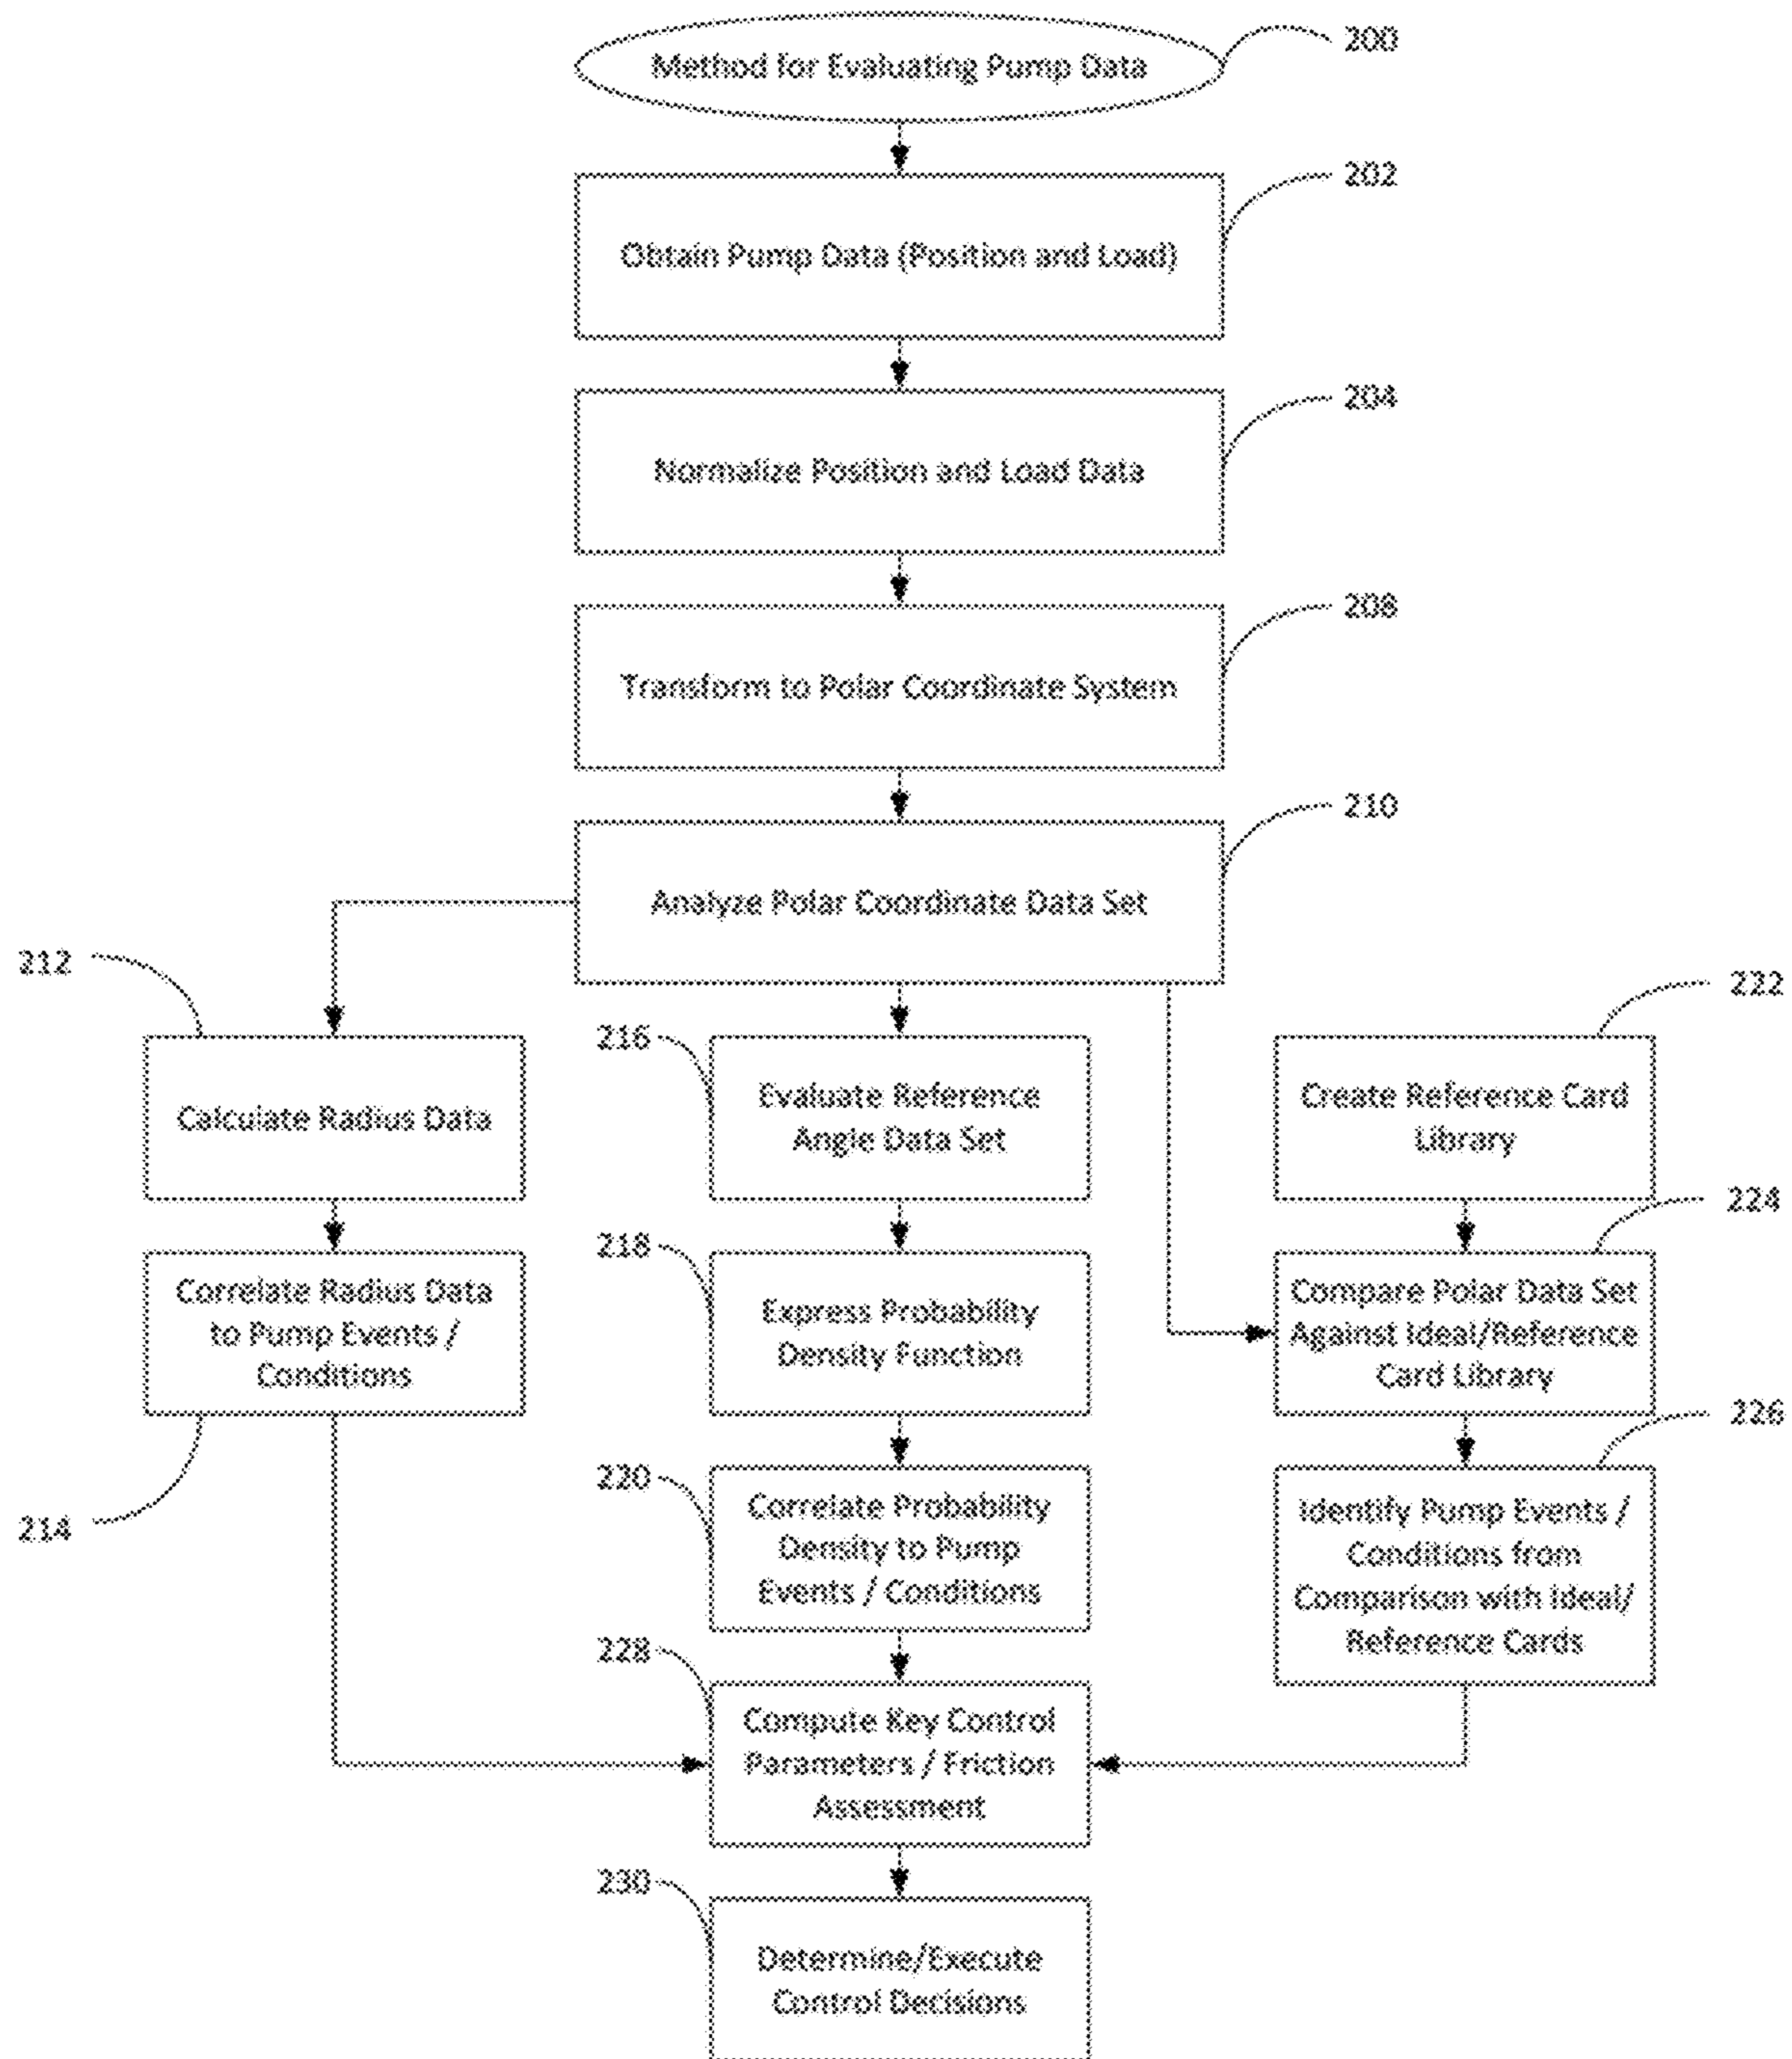 200
Method for Evaluating Pump Data
202
Obtain Pump Data (Position and Load)
204
Normalize Position and Load Data
208
Transform to Polar Coordinate System
210
Analyze Polar Coordinate Data Set
212
Calculate Radius Data
Correlate Radius Data
to Pump Events /
Conditions
214
216
Evaluate Reference
Angle Data Set
218
Express Probability
Density Function
220
Correlate Probability
Density to Pump
Events / Conditions
222
Create Reference Card
Library
224
Compare Polar Data Set
Against Ideal/Reference
Card Library
226
Identify Pump Events /
Conditions from
Comparison with Ideal/
Reference Cards
228
Compute Key Control
Parameters / Friction
Assessment
230
Determine/Execute
Control Decisions